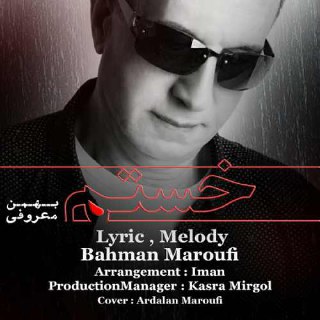 خستم
بهمن
معروفی
Lyric , Melody
Bahman Maroufi
Arrangement : Iman
ProductionManager : Kasra Mirgol
Cover : Ardalan Maroufi